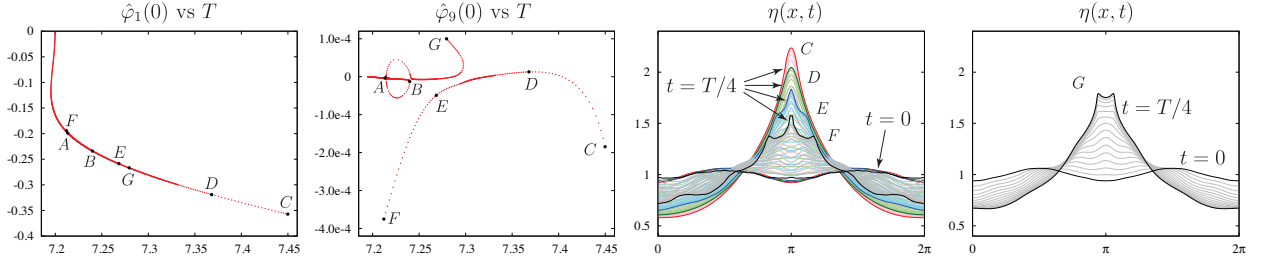 φ̂₁(0) vs T
0
-0.05
-0.1
-0.15
-0.2
-0.25
-0.3
-0.35
-0.4
7.2
7.25
7.3
7.35
7.4
7.45
F
A
B
E
G
D
C
φ̂₉(0) vs T
1.0e-4
0
-1.0e-4
-2.0e-4
-3.0e-4
-4.0e-4
7.2
7.25
7.3
7.35
7.4
7.45
G
A
B
E
D
C
F
η(x, t)
2
1.5
1
0.5
0
π
2π
C
D
E
F
t = T/4
t = 0
η(x, t)
2
1.5
1
0.5
0
π
2π
G
t = T/4
t = 0